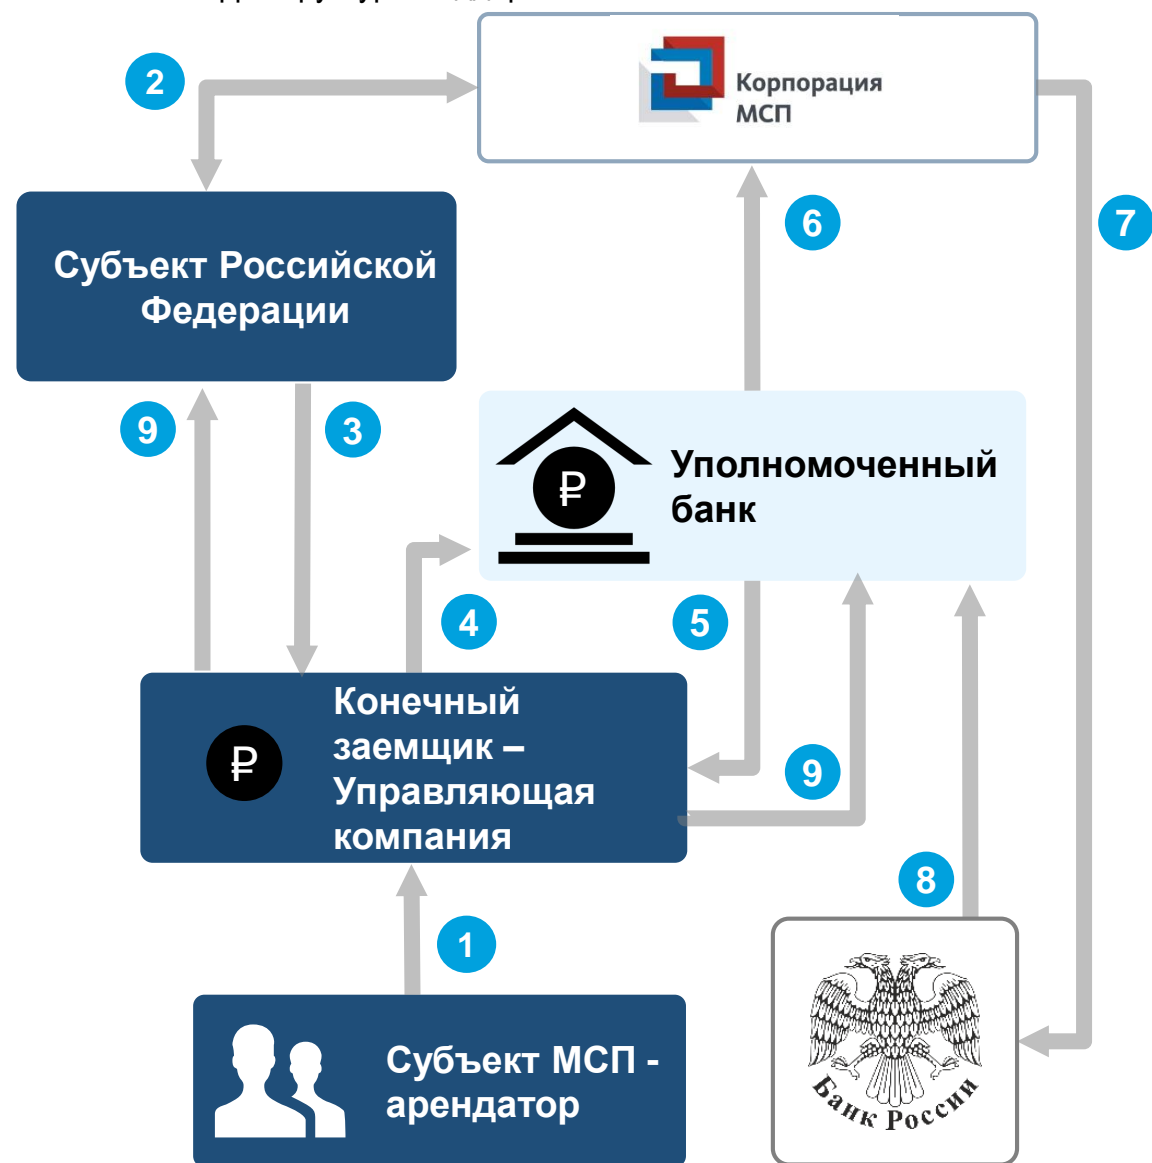 Корпорация
МСП
2
6
7
Субъект Российской
Федерации
9
3
₽
Уполномоченный
банк
4
5
₽
Конечный
заемщик –
Управляющая
компания
9
8
1
Субъект МСП -
арендатор
Банк России